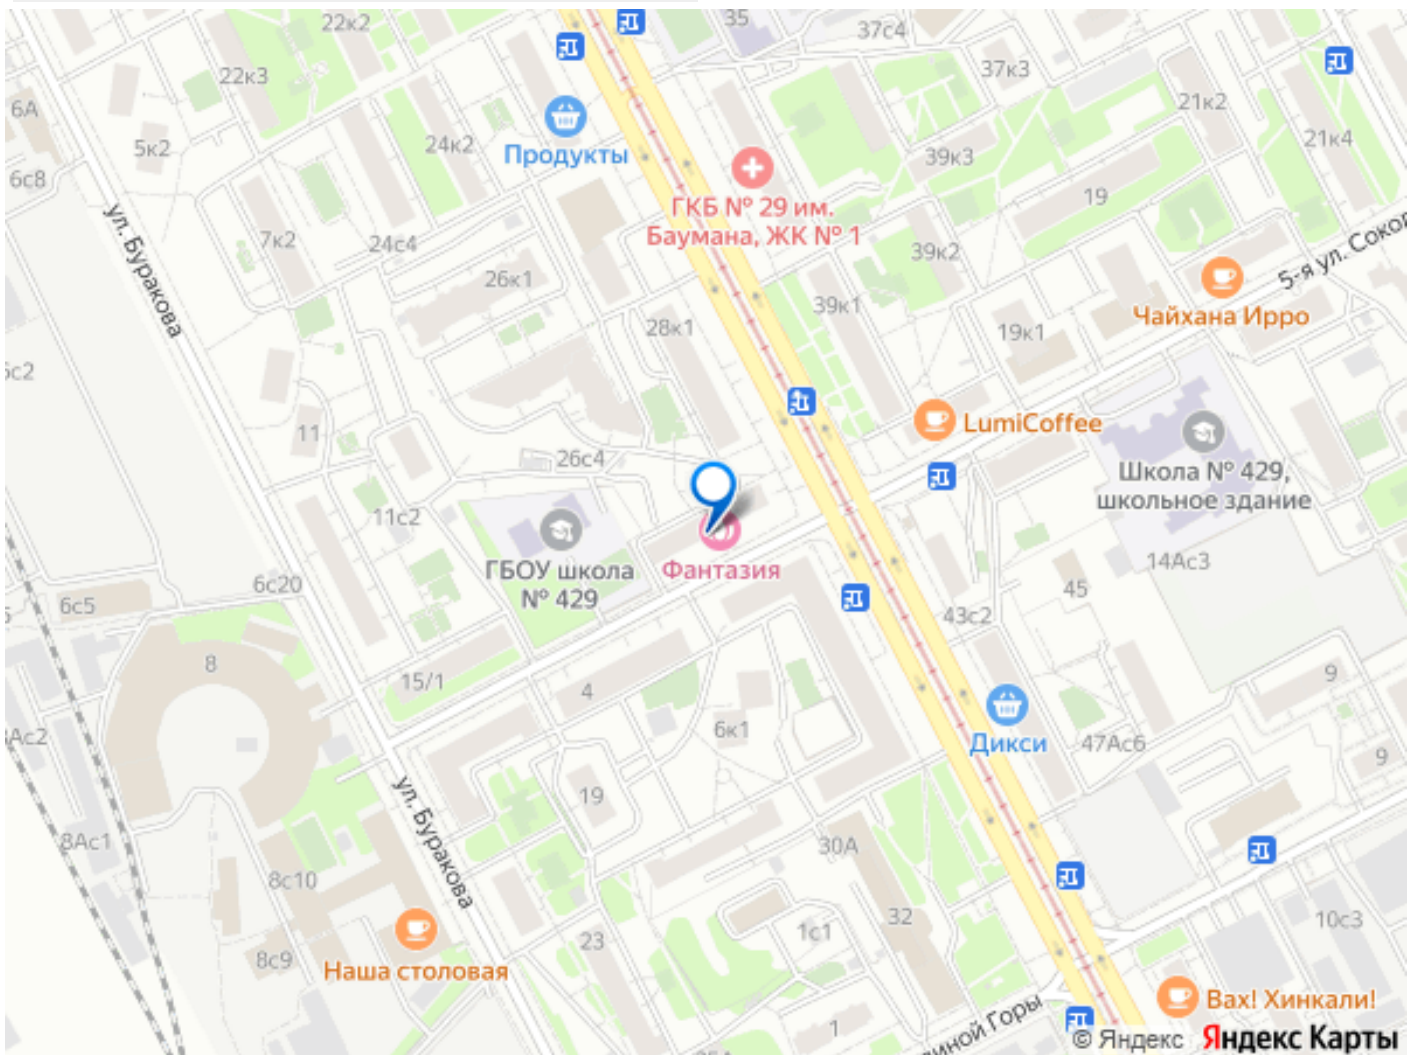 22к2
35
37с4
22к3
37к3
21к2
6А
5к2
24к2
Продукты
39к3
21к4
6с8
19
ГКБ № 29 им.
Баумана, ЖК № 1
ул. Буракова
7к2
24с4
39к2
5-я ул. Сокол
26к1
39к1
Чайхана Ирро
28к1
19к1
с2
11
LumiCoffee
26с4
Школа № 429,
школьное здание
11с2
ГБОУ школа
№ 429
Фантазия
14Ас3
6с20
6с5
45
43с2
8
15/1
4
9
6к1
Ас2
Дикси
47Ас6
9
ул. Буракова
19
8Ас1
30А
8с10
32
10с3
1с1
23
8с9
Наша столовая
Вах! Хинкали!
линой Горы
1
© Яндекс
Яндекс Карты